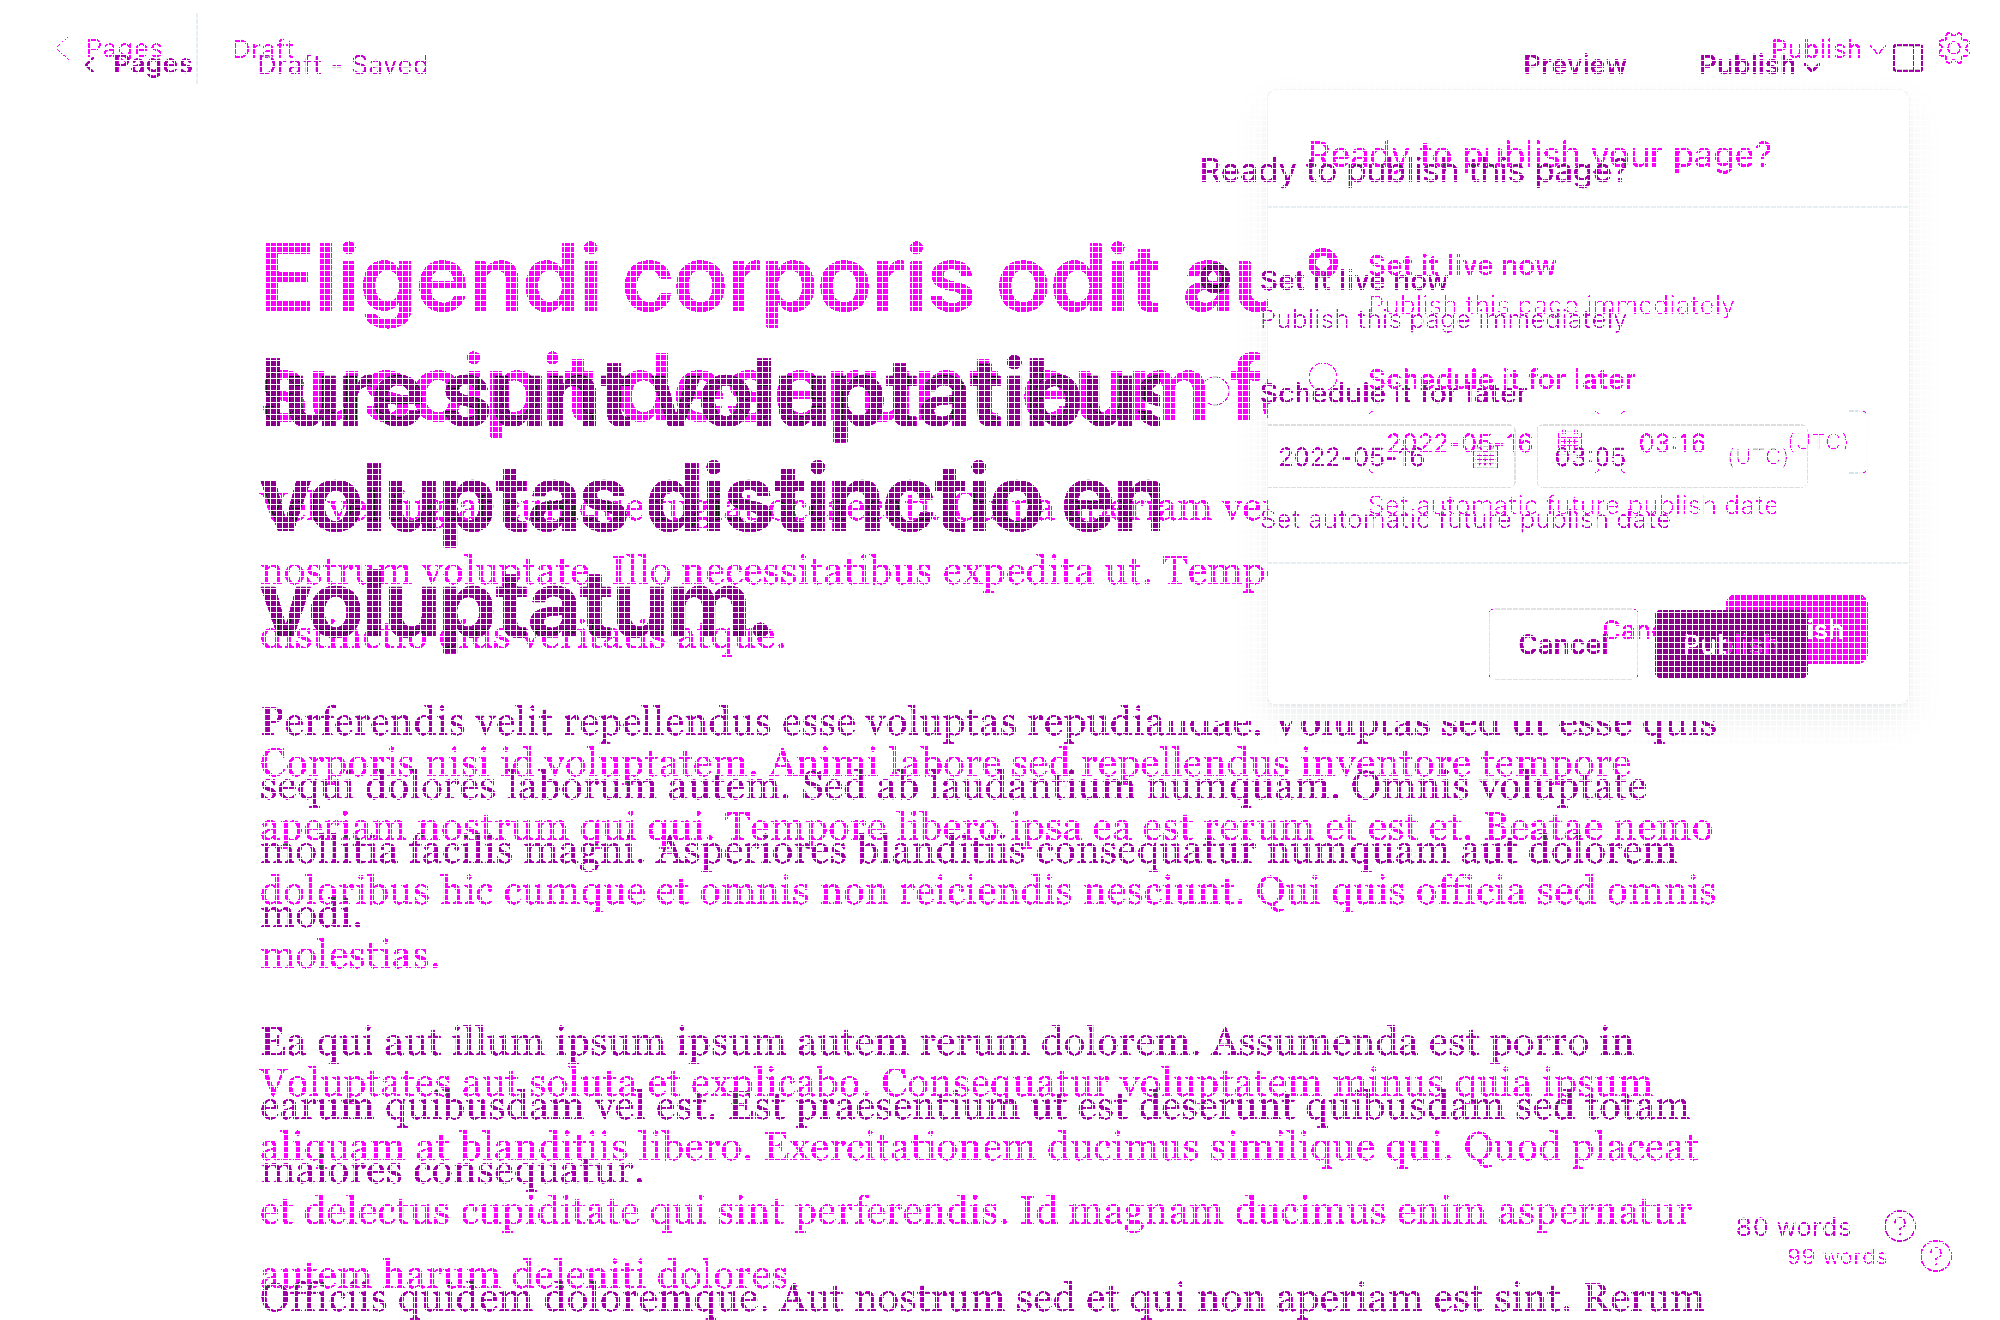 Pages Draft Publish
Pages Draft - Saved Preview Publish
Ready to publish your page?
Ready to publish this page?
Eligendi corporis odit au
Set it live now
Set it live now
Publish this page immediately
Publish this page immediately
ture sint voluptatibus
Schedule it for later
Schedule it for later
2022-05-16 03:16 (UTC)
2022-05-16 03:05 (UTC)
voluptas distinctio
Set automatic future publish date
Set automatic future publish date
nostrum voluptate. Illo necessitatibus expedita ut.
voluptatum.
distinctio eius veritatis atque.
Cancel Publish
Perferendis velit repellendus esse voluptas repudiandae. Voluptas sed ut esse quis
Corporis nisi id voluptatem. Animi labore sed repellendus inventore tempore
sequi dolores laborum autem. Sed ab laudantium numquam. Omnis voluptate
aperiam nostrum qui qui. Tempore libero ipsa ea est rerum et est et. Beatae nemo
mollitia facilis magni. Asperiores blanditiis consequatur numquam aut dolorem
doloribus hic cumque et omnis non reiciendis nesciunt. Qui quis officia sed omnis
modi.
molestias.
Ea qui aut illum ipsum ipsum autem rerum dolorem. Assumenda est porro in
Voluptates aut soluta et explicabo. Consequatur voluptatem minus quia ipsum
earum quibusdam vel est. Est praesentium ut est deserunt quibusdam sed totam
aliquam at blanditiis libero. Exercitationem ducimus similique qui. Quod placeat
maiores consequatur.
et delectus cupiditate qui sint perferendis. Id magnam ducimus enim aspernatur
80 words
99 words
autem harum deleniti dolores
Officiis quidem doloremque. Aut nostrum sed et qui non aperiam est sint. Rerum